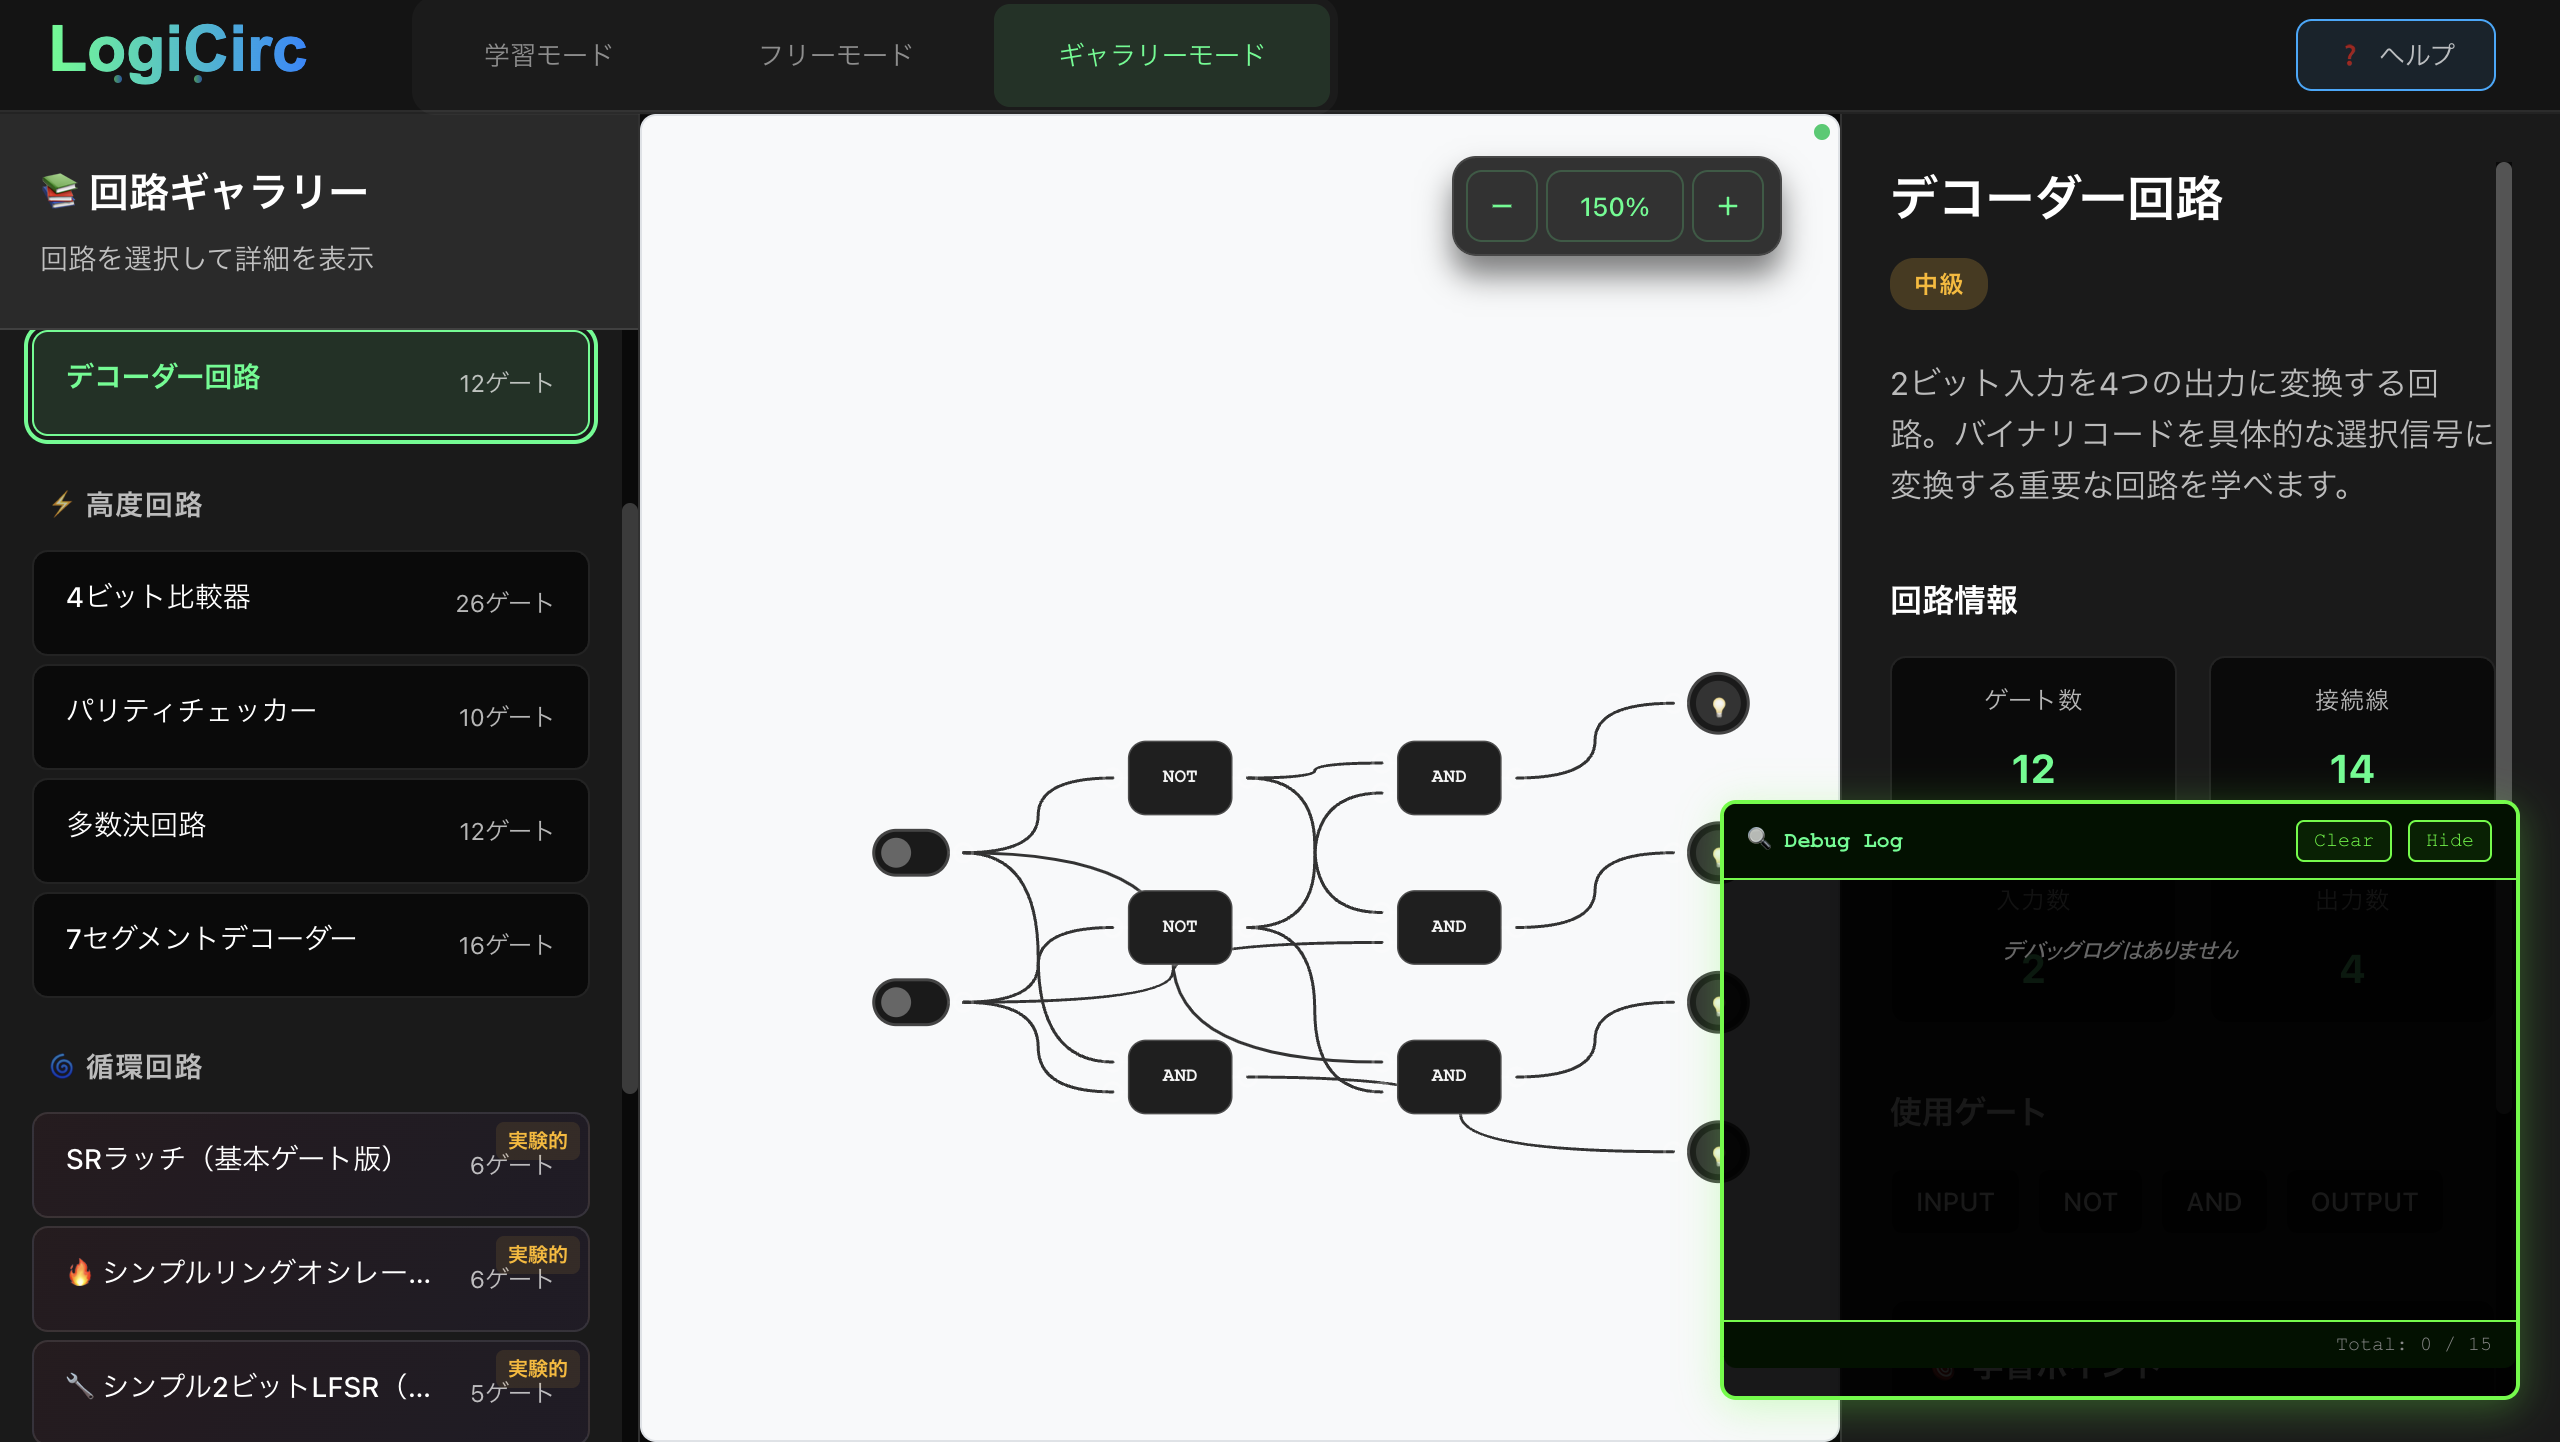 LogiCirc
学習モード
フリーモード
ギャラリーモード
❓ ヘルプ
📚 回路ギャラリー
回路を選択して詳細を表示
デコーダー回路
12ゲート
⚡ 高度回路
4ビット比較器
26ゲート
パリティチェッカー
10ゲート
多数決回路
12ゲート
7セグメントデコーダー
16ゲート
🌀 循環回路
SRラッチ（基本ゲート版）
実験的
6ゲート
🔥 シンプルリングオシレー...
実験的
6ゲート
🔧 シンプル2ビットLFSR（...
実験的
5ゲート
−
150%
+
NOT
AND
NOT
AND
AND
AND
デコーダー回路
中級
2ビット入力を4つの出力に変換する回
路。バイナリコードを具体的な選択信号に
変換する重要な回路を学べます。
回路情報
ゲート数
12
接続線
14
🔍 Debug Log
Clear
Hide
入力数
2
出力数
4
デバッグログはありません
使用ゲート
INPUT
NOT
AND
OUTPUT
Total: 0 / 15
学習ポイント